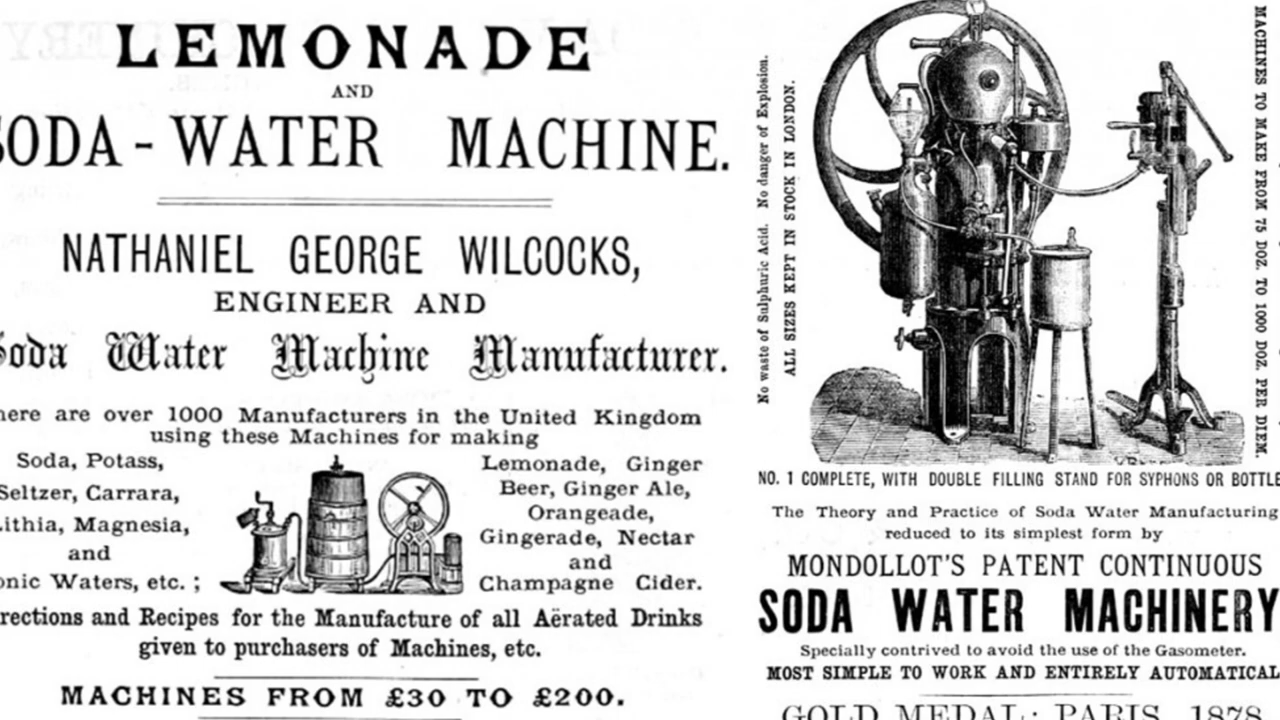 LEMONADE
AND
SODA-WATER MACHINE.
NATHANIEL GEORGE WILCOCKS,
ENGINEER AND
Soda Water Machine Manufacturer.
here are over 1000 Manufacturers in the United Kingdom
using these Machines for making
Soda, Potass,
Seltzer, Carrara,
Lithia, Magnesia,
and
onic Waters, etc. ;
Lemonade, Ginger
Beer, Ginger Ale,
Orangeade,
Gingerade, Nectar
and
Champagne Cider.
rections and Recipes for the Manufacture of all Aërated Drinks
given to purchasers of Machines, etc.
MACHINES FROM £30 TO £200.
No waste of Sulphuric Acid. No danger of Explosion.
ALL SIZES KEPT IN STOCK IN LONDON.
MACHINES TO MAKE FROM 75 DOZ. TO 1000 DOZ. PER DIEM.
NO. 1 COMPLETE, WITH DOUBLE FILLING STAND FOR SYPHONS OR BOTTLE
The Theory and Practice of Soda Water Manufacturing
reduced to its simplest form by
MONDOLLOT'S PATENT CONTINUOUS
SODA WATER MACHINERY
Specially contrived to avoid the use of the Gasometer.
MOST SIMPLE TO WORK AND ENTIRELY AUTOMATICAL
GOLD MEDAL: PARIS, 1878